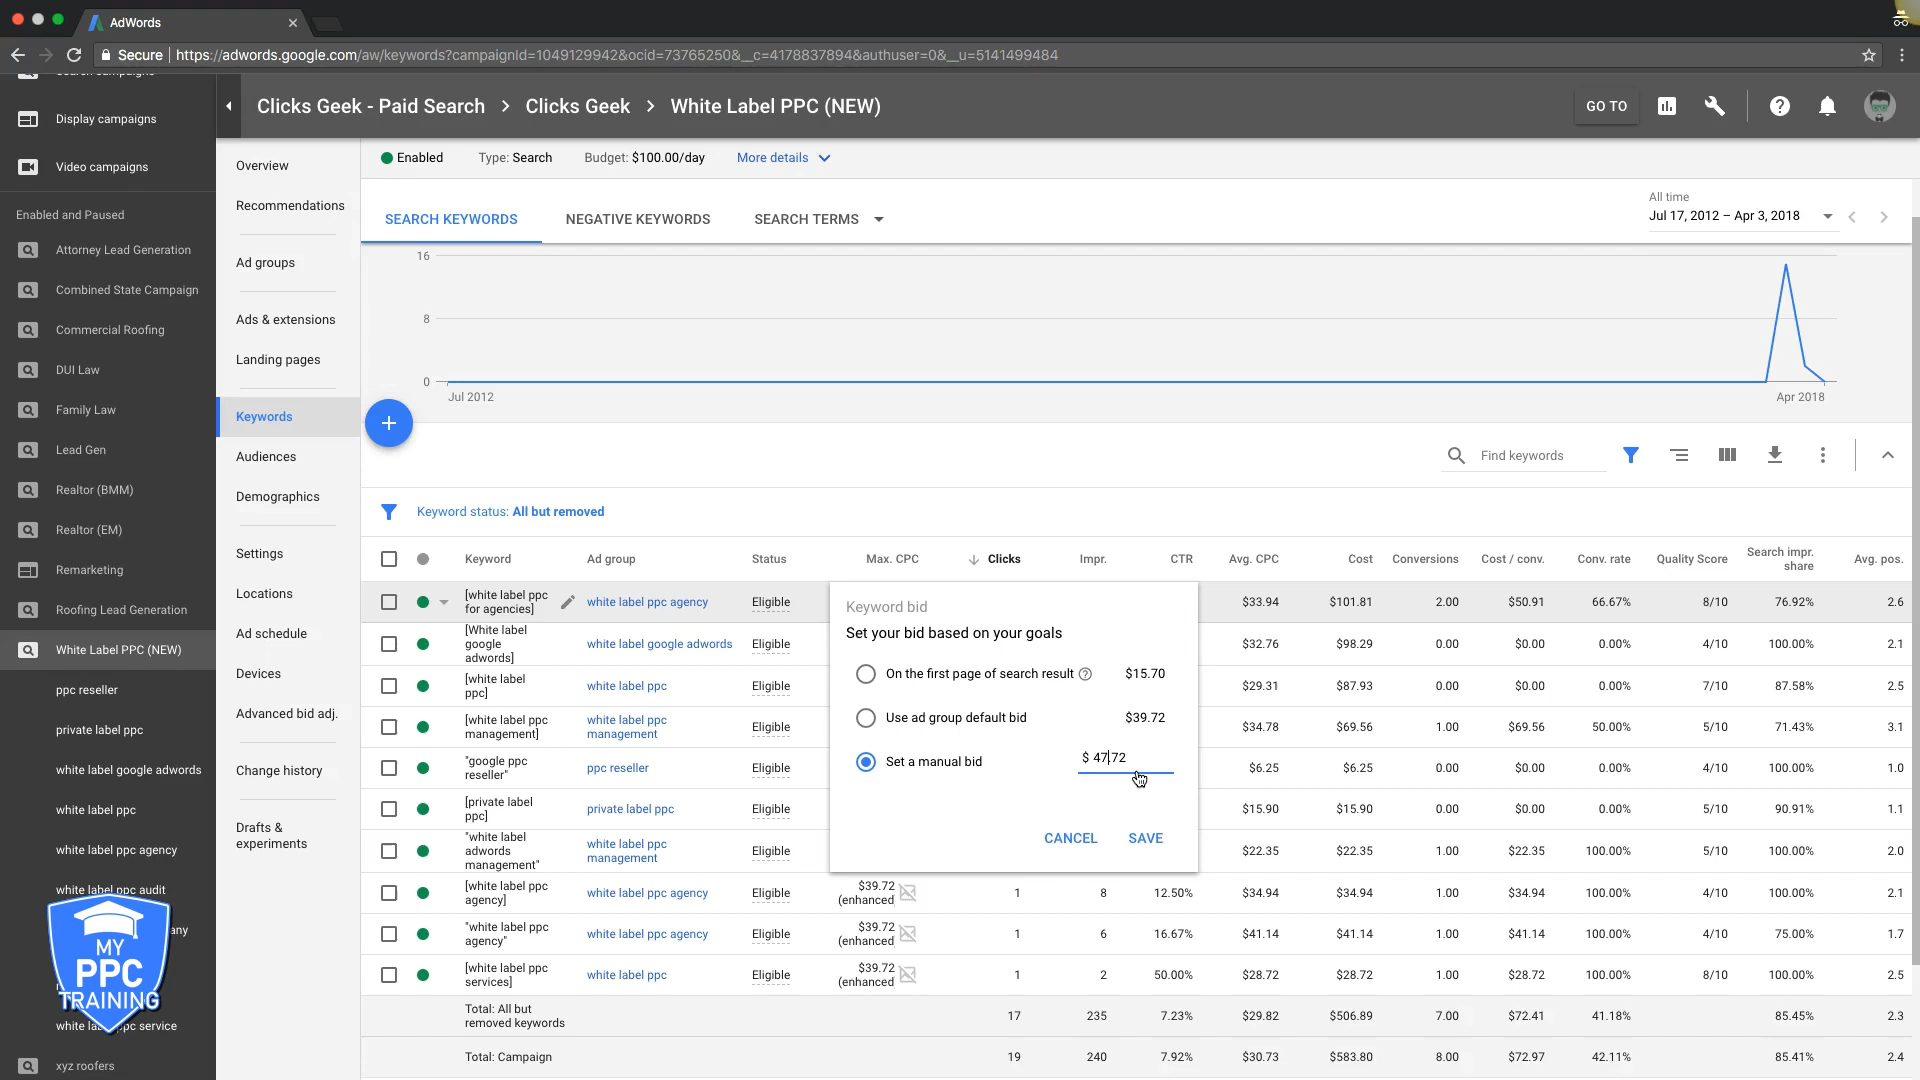 AdWords
Secure
https://adwords.google.com/aw/keywords?campaignId=1049129942&ocid=73765250&__c=4178837894&authuser=0&__u=5141499484
Display campaigns
Video campaigns
Enabled and Paused
Attorney Lead Generation
Combined State Campaign
Commercial Roofing
DUI Law
Family Law
Lead Gen
Realtor (BMM)
Realtor (EM)
Remarketing
Roofing Lead Generation
White Label PPC (NEW)
ppc reseller
private label ppc
white label google adwords
white label ppc
white label ppc agency
white label ppc audit
MY
PPC
TRAINING
xyz roofers
Clicks Geek - Paid Search > Clicks Geek > White Label PPC (NEW)
GO TO
Overview
Recommendations
Ad groups
Ads & extensions
Landing pages
Keywords
Audiences
Demographics
Settings
Locations
Ad schedule
Devices
Advanced bid adj.
Change history
Drafts &
experiments
Enabled Type: Search Budget: $100.00/day More details
SEARCH KEYWORDS NEGATIVE KEYWORDS SEARCH TERMS
All time
Jul 17, 2012 – Apr 3, 2018
16
8
0
Jul 2012 Apr 2018
Find keywords
Keyword status: All but removed
Keyword Ad group Status Max. CPC Clicks Impr. CTR Avg. CPC Cost Conversions Cost / conv. Conv. rate Quality Score Search impr. share Avg. pos.
[white label ppc for agencies] white label ppc agency Eligible $33.94 $101.81 2.00 $50.91 66.67% 8/10 76.92% 2.6
[White label google adwords] white label google adwords Eligible $32.76 $98.29 0.00 $0.00 0.00% 4/10 100.00% 2.1
[white label ppc] white label ppc Eligible $29.31 $87.93 0.00 $0.00 0.00% 7/10 87.58% 2.5
[white label ppc management] white label ppc management Eligible $34.78 $69.56 1.00 $69.56 50.00% 8/10 71.43% 3.1
"google ppc reseller" ppc reseller Eligible $6.25 $6.25 0.00 $0.00 0.00% 4/10 100.00% 1.0
[private label ppc] private label ppc Eligible $15.90 $15.90 0.00 $0.00 0.00% 5/10 90.91% 1.1
"white label adwords management" white label ppc management Eligible $22.35 $22.35 1.00 $22.35 100.00% 5/10 100.00% 2.0
[white label ppc agency] white label ppc agency Eligible $39.72 (enhanced 1 8 12.50% $34.94 $34.94 1.00 $34.94 100.00% 4/10 100.00% 2.1
"white label ppc agency" white label ppc agency Eligible $39.72 (enhanced 1 6 16.67% $41.14 $41.14 1.00 $41.14 100.00% 4/10 75.00% 1.7
[white label ppc services] white label ppc Eligible $39.72 (enhanced 1 2 50.00% $28.72 $28.72 1.00 $28.72 100.00% 8/10 100.00% 2.5
Total: All but removed keywords 17 235 7.23% $29.82 $506.89 7.00 $72.41 41.18% 85.45% 2.3
Total: Campaign 19 240 7.92% $30.73 $583.80 8.00 $72.97 42.11% 85.41% 2.4
Keyword bid
Set your bid based on your goals
On the first page of search result $15.70
Use ad group default bid $39.72
Set a manual bid $ 47.72
CANCEL SAVE